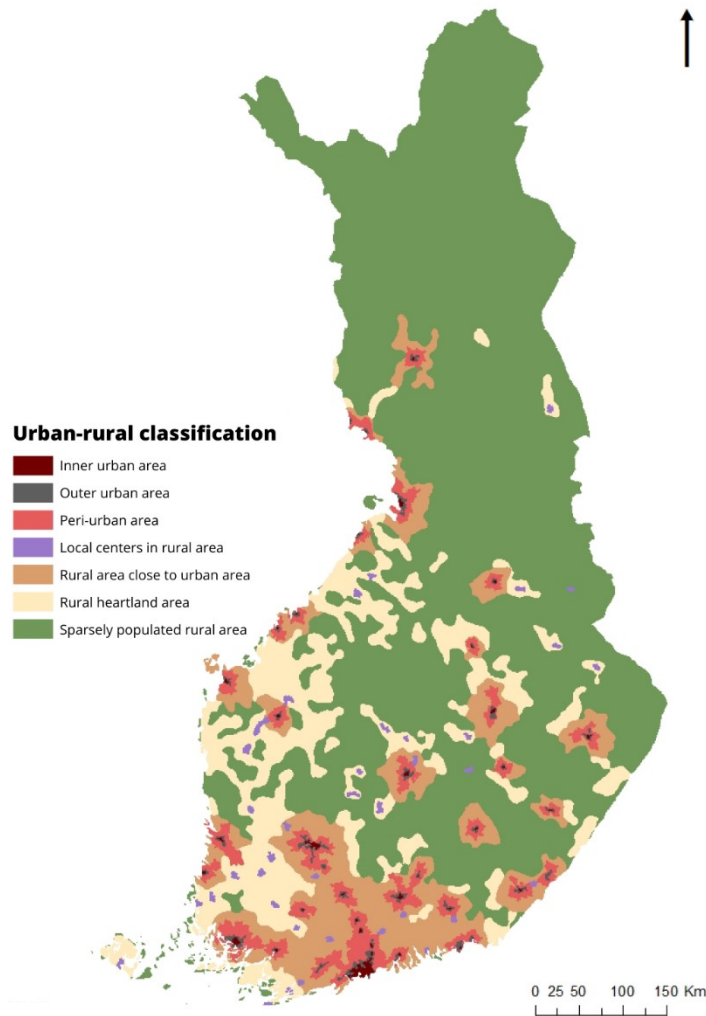 Urban-rural classification
Inner urban area
Outer urban area
Peri-urban area
Local centers in rural area
Rural area close to urban area
Rural heartland area
Sparsely populated rural area
0 25 50 100 150 Km